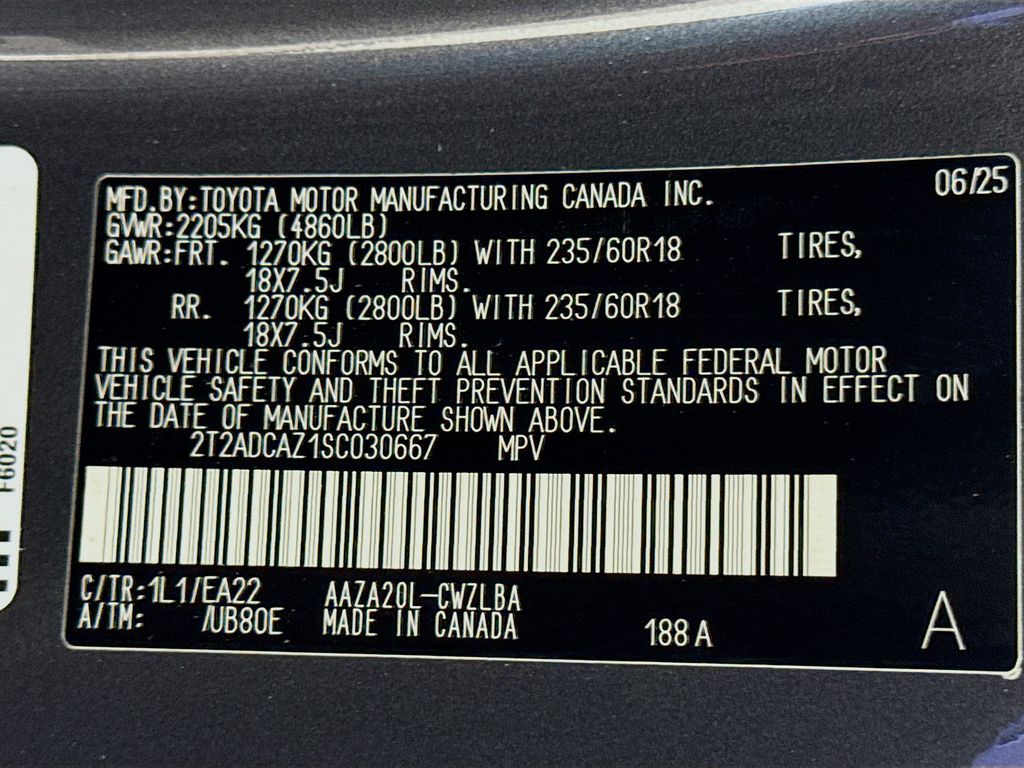 06/25
MFD.BY:TOYOTA MOTOR MANUFACTURING CANADA INC.
GVWR:2205KG (4860LB)
GAWR:FRT. 1270KG (2800LB) WITH 235/60R18 TIRES,
18X7.5J RIMS.
RR. 1270KG (2800LB) WITH 235/60R18 TIRES,
18X7.5J RIMS.
THIS VEHICLE CONFORMS TO ALL APPLICABLE FEDERAL MOTOR
VEHICLE SAFETY AND THEFT PREVENTION STANDARDS IN EFFECT ON
THE DATE OF MANUFACTURE SHOWN ABOVE.
2T2ADCAZ1SC030667 MPV
C/TR:1L1/EA22 AAZA20L-CWZLBA
A/TM: /UB80E MADE IN CANADA 188A A
F6020